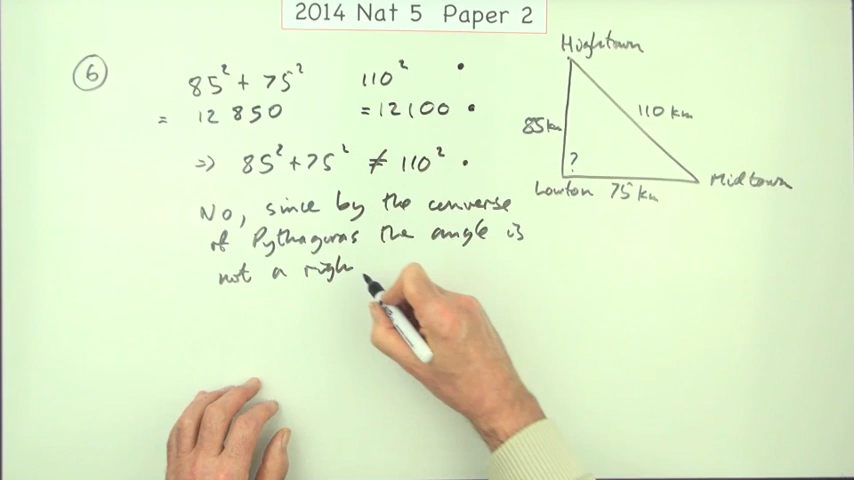 2014 Nat 5 Paper 2
6
85² + 75² 110²
= 12 850 = 12100
⇒ 85² + 75² ≠ 110²
No, since by the converse
of Pythagoras the angle is
not a righ
Hightown
85km
110 km
?
Lowton 75 km
Midtown